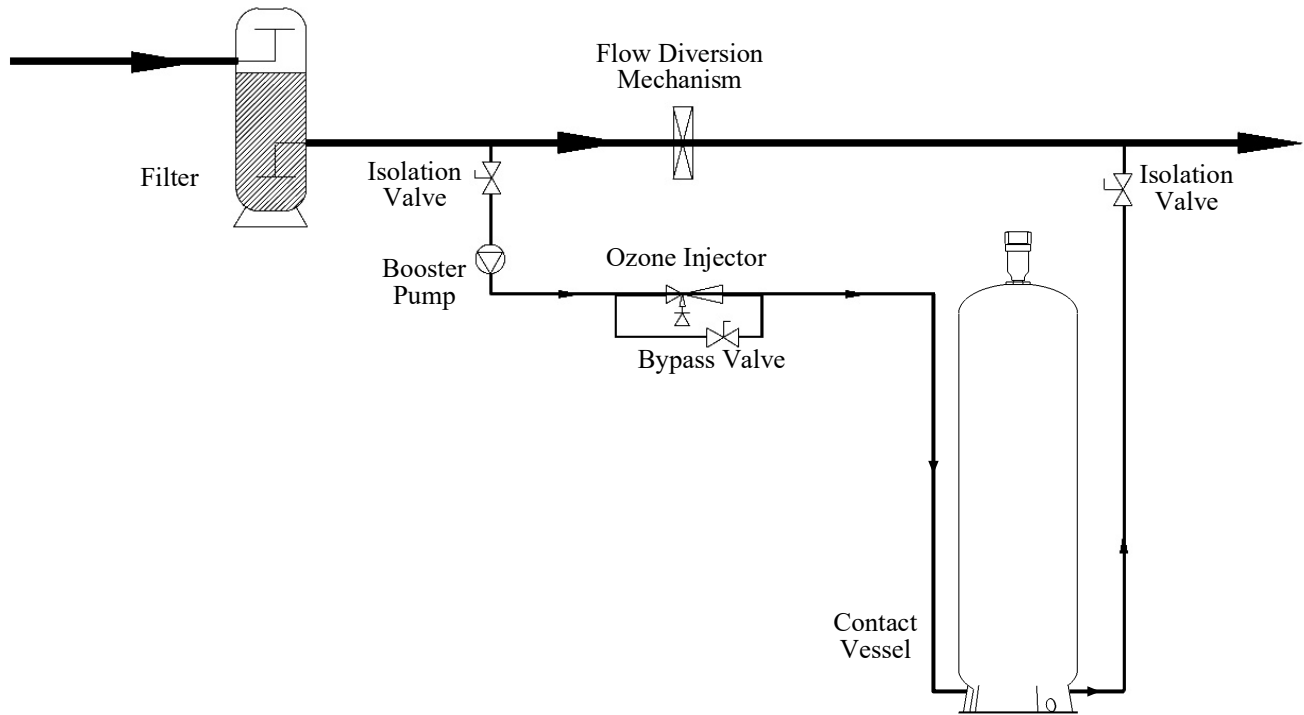 Flow Diversion
Mechanism
Filter
Isolation
Valve
Isolation
Valve
Booster
Pump
Ozone Injector
Bypass Valve
Contact
Vessel